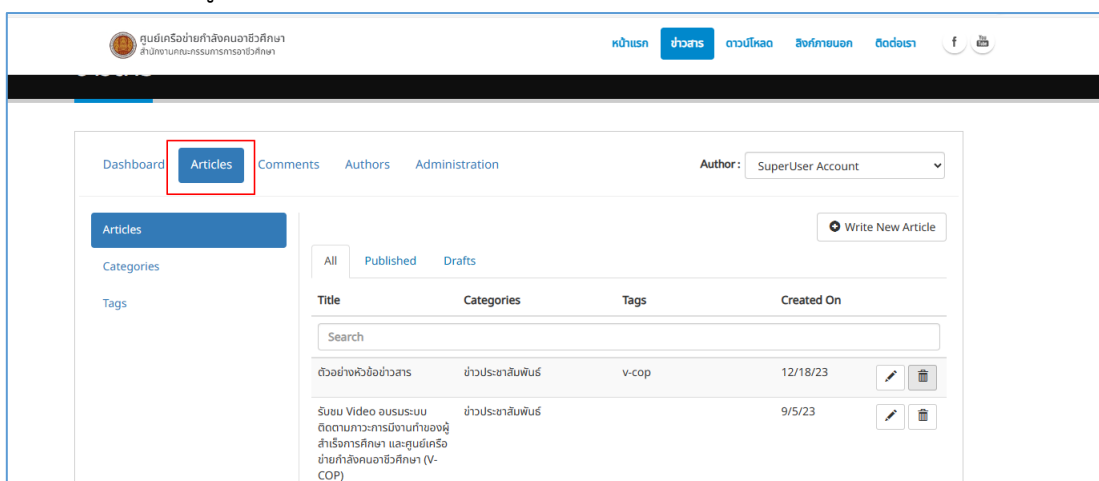 ศูนย์เครือข่ายกำลังคนอาชีวศึกษา
สำนักงานคณะกรรมการการอาชีวศึกษา
หน้าแรก ข่าวสาร ดาวน์โหลด ลิงก์ภายนอก ติดต่อเรา f You Tube
Dashboard Articles Comments Authors Administration Author : SuperUser Account
Articles
Write New Article
Categories
All Published Drafts
Tags
Title Categories Tags Created On
Search
ตัวอย่างหัวข้อข่าวสาร ข่าวประชาสัมพันธ์ v-cop 12/18/23
รับชม Video อบรมระบบ ข่าวประชาสัมพันธ์ 9/5/23
ติดตามภาวะการมีงานทำของผู้
สำเร็จการศึกษา และศูนย์เครือ
ข่ายกำลังคนอาชีวศึกษา (V-
COP)